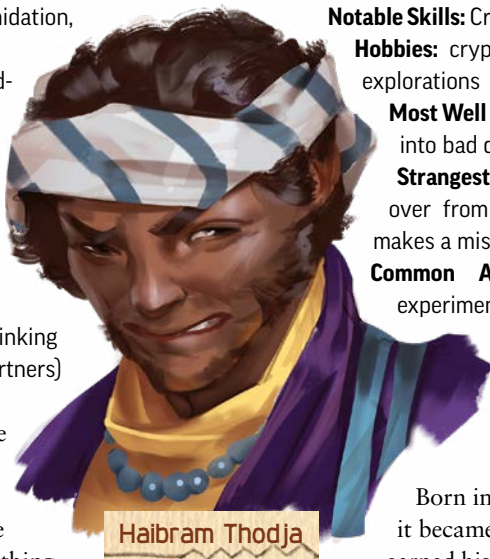 nidation,
d-
inking
rtners)
e
e
thing
Notable Skills: Cr
Hobbies: cryp
explorations
Most Well
into bad c
Strangest
over from
makes a mis
Common A
experimen
Haibram Thodja
Born in
it became
earned his